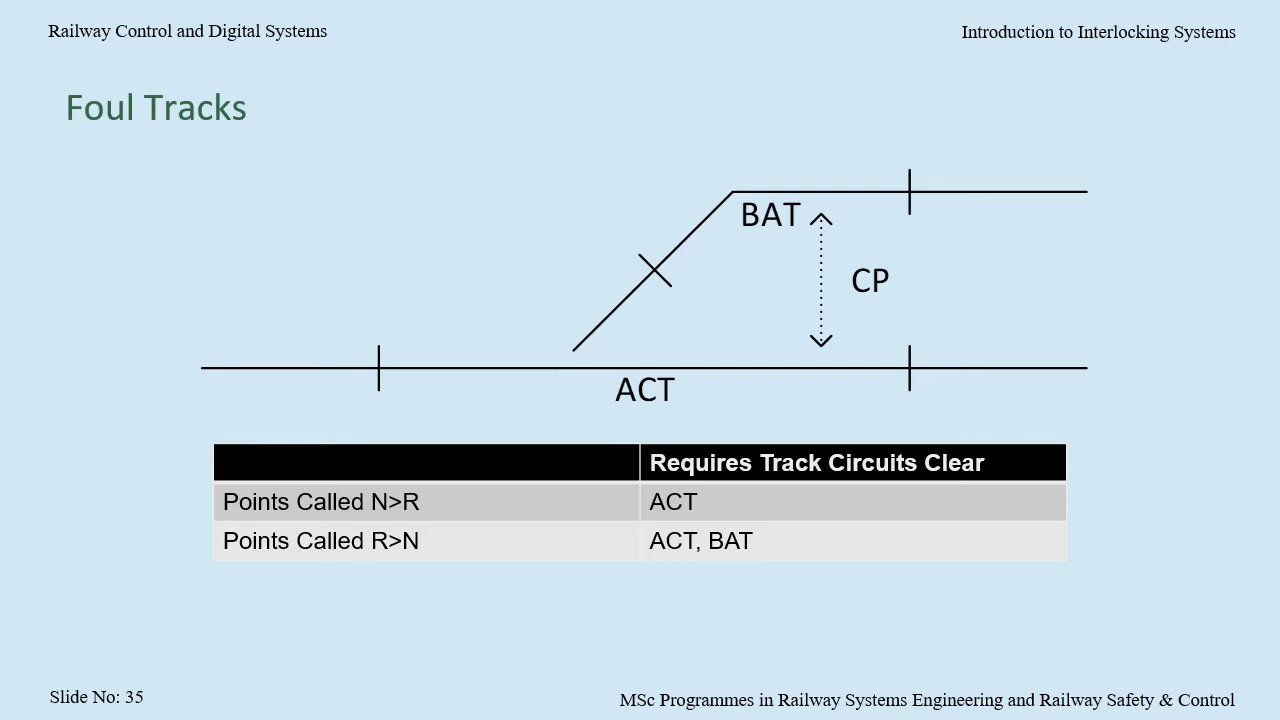 Railway Control and Digital Systems
Introduction to Interlocking Systems
Foul Tracks
BAT
CP
ACT
Requires Track Circuits Clear
Points Called N>R ACT
Points Called R>N ACT, BAT
Slide No: 35
MSc Programmes in Railway Systems Engineering and Railway Safety & Control